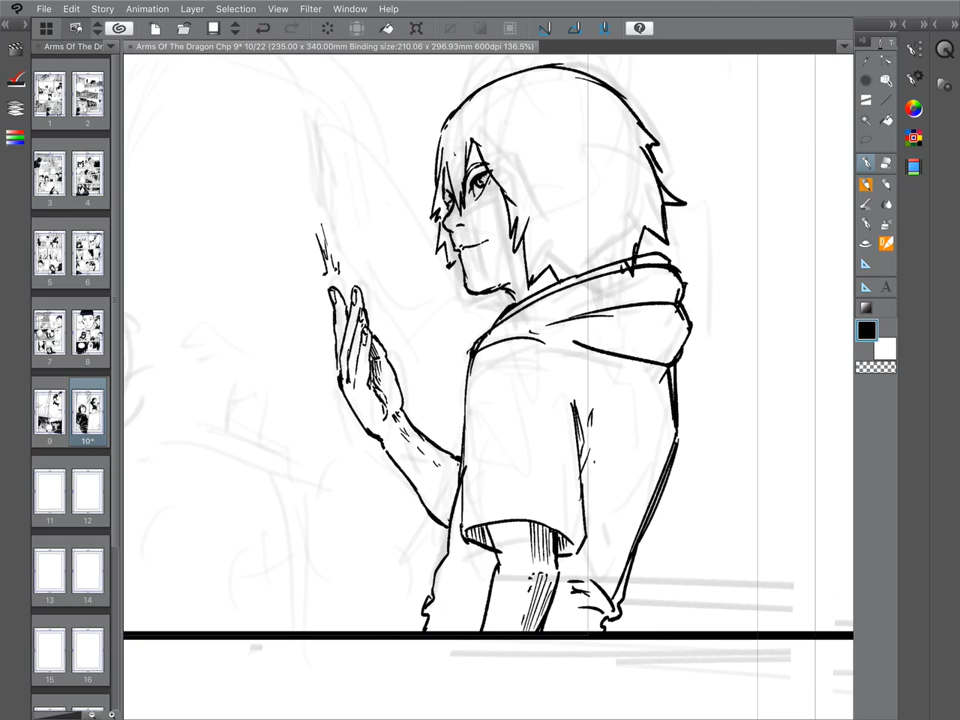 File Edit Story Animation Layer Selection View Filter Window Help
Arms Of The Dr
Arms Of The Dragon Chp 9* 10/22 (235.00 x 340.00mm Binding size:210.06 x 296.93mm 600dpi 136.5%)
1 2
3 4
5 6
7 8
9 10*
11 12
13 14
15 16
T
A